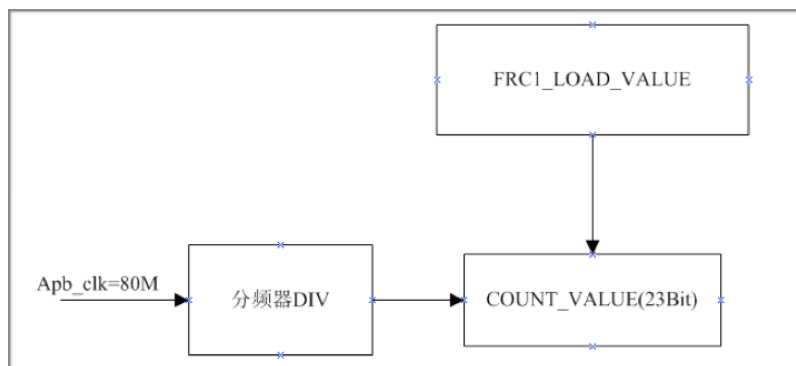 FRC1_LOAD_VALUE
Apb_clk=80M
分频器DIV
COUNT_VALUE(23Bit)